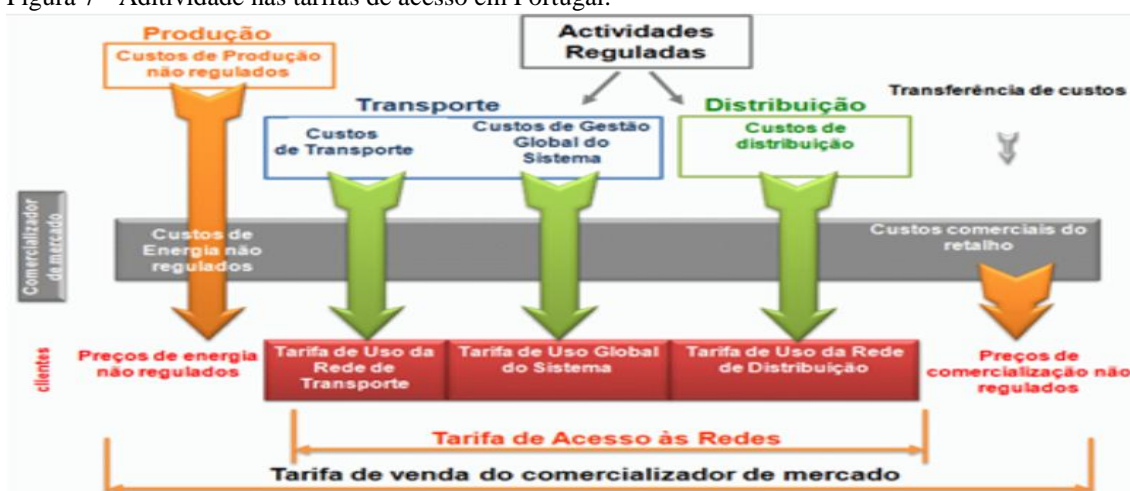 Figura 7 - Aditividade nas tarifas de acesso em Portugal.
Produção
Custos de Produção
não regulados
Actividades
Reguladas
Transporte
Custos
de Transporte
Custos de Gestão
Global do
Sistema
Distribuição
Custos de
distribuição
Transferência de custos
Comercializador
de mercado
Custos de
Energia não
regulados
Custos comerciais do
retalho
clientes
Preços de energia
não regulados
Tarifa de Uso da
Rede de
Transporte
Tarifa de Uso Global
do Sistema
Tarifa de Uso da Rede
de Distribuição
Preços de
comercialização não
regulados
Tarifa de Acesso às Redes
Tarifa de venda do comercializador de mercado